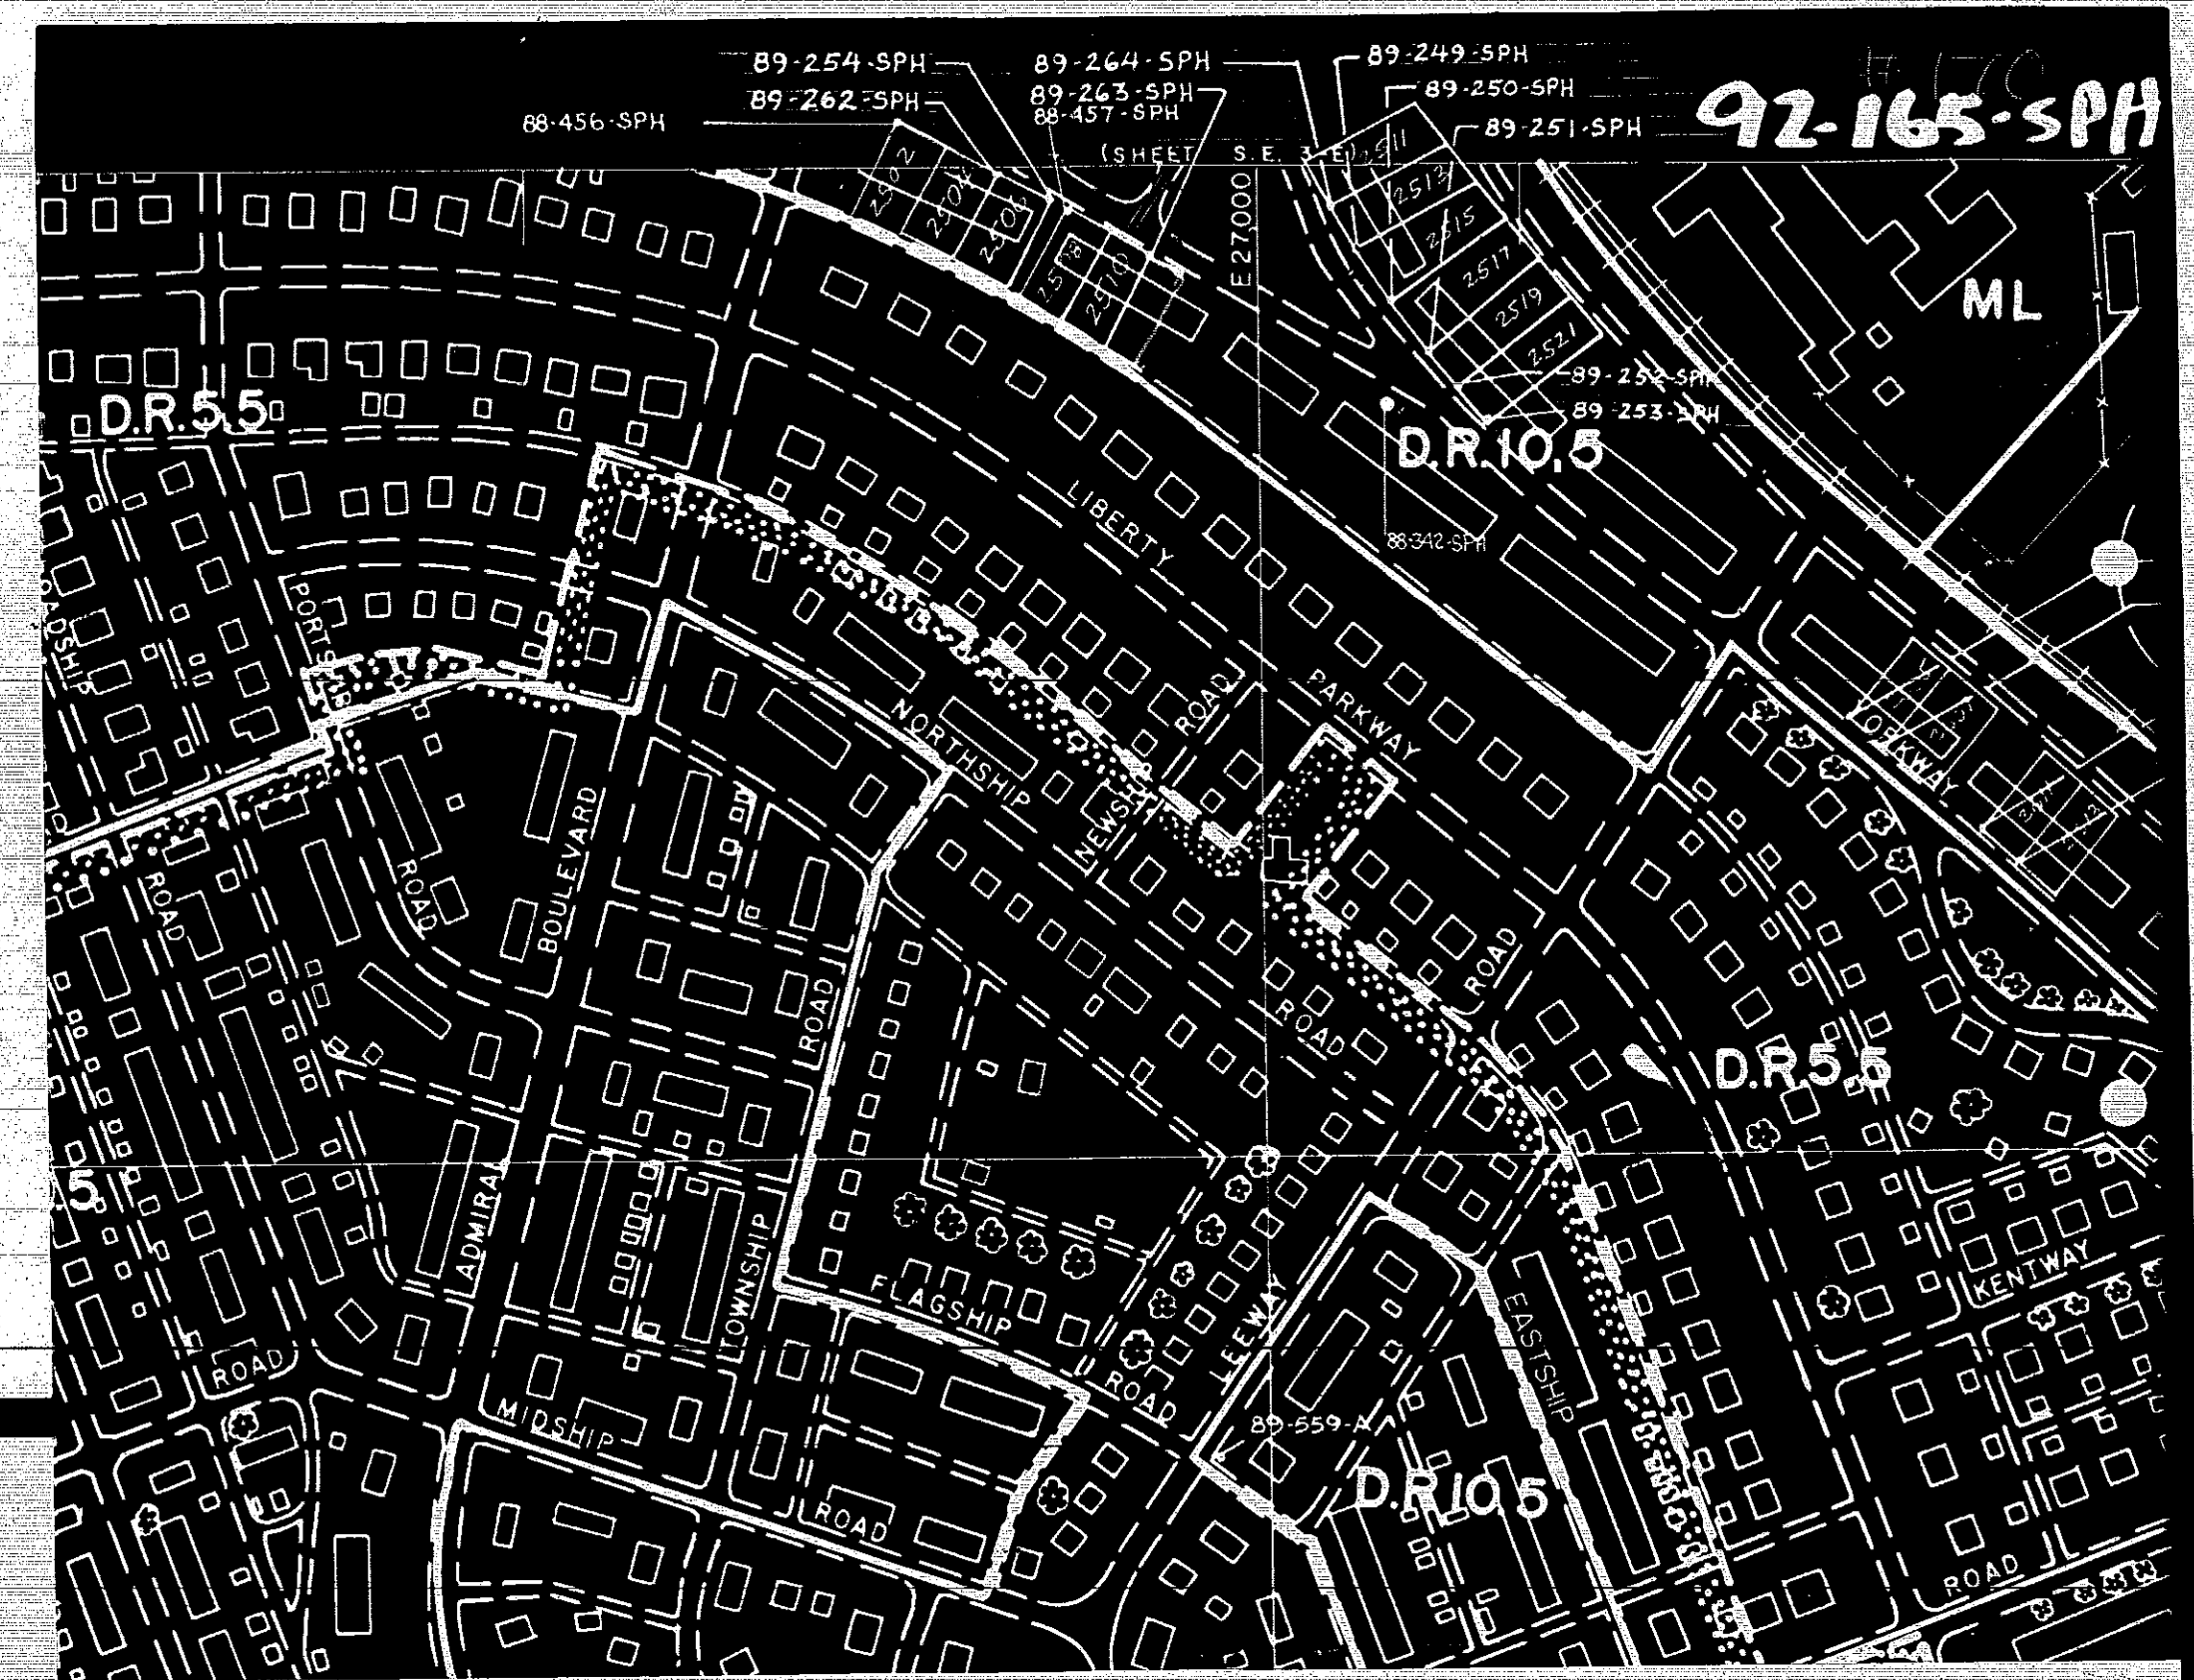 89-254-SPH
89-264-SPH
89-249-SPH
89-262-SPH
89-263-SPH
89-250-SPH
88-456-SPH
88-457-SPH
89-251-SPH
92-165-SPH
(SHEET S.E. 3-E)
2502
2504
2506
2508
2510
E 27,000
2511
2513
2515
2517
2519
2521
ML
89-252-SPH
89-253-SPH
D.R.5.5
D.R.10.5
LIBERTY
88-342-SPH
PARKWAY
NORTHSHIP
ROAD
YORKWAY
BOULEVARD
ROAD
ROAD
ROAD
ROAD
ROAD
D.R.5.5
.5
ADMIRAL
TOWNSHIP
FLAGSHIP
ROAD
LEEWAY
EASTSHIP
KENTWAY
ROAD
MIDSHIP
ROAD
89-559-A
D.R.10.5
ROAD